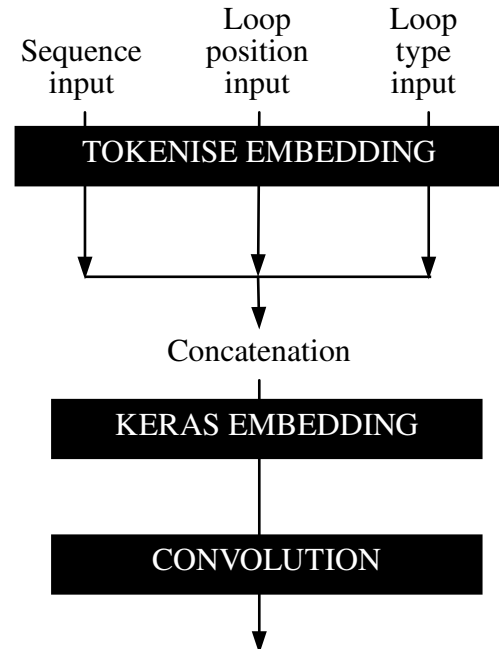 Sequence
input
Loop
position
input
Loop
type
input
TOKENISE EMBEDDING
Concatenation
KERAS EMBEDDING
CONVOLUTION